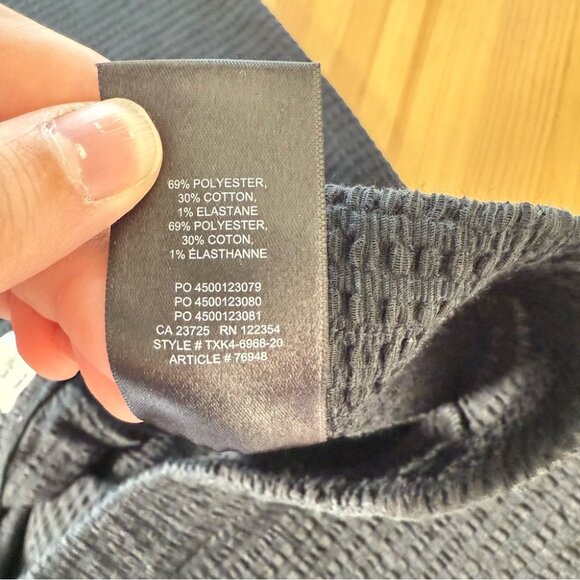 69% POLYESTER,
30% COTTON,
1% ELASTANE
69% POLYESTER,
30% COTON,
1% ÉLASTHANNE
PO 4500123079
PO 4500123080
PO 4500123081
CA 23725 RN 122354
STYLE # TXK4-6968-20
ARTICLE # 76948